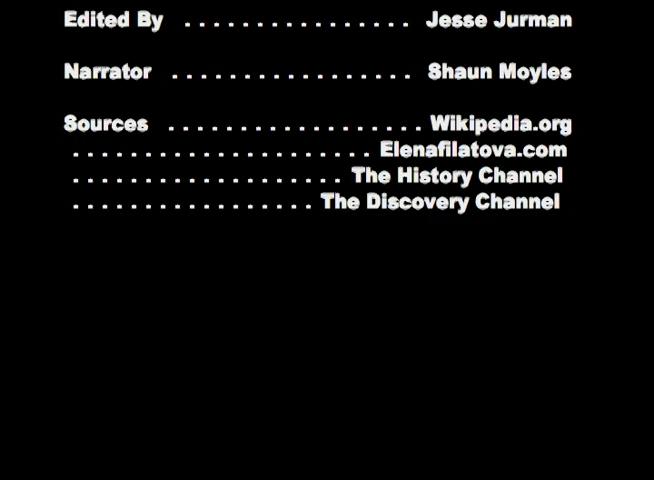 Edited By ................ Jesse Jurman
Narrator ................. Shaun Moyles
Sources .................. Wikipedia.org
..................... Elenafilatova.com
................... The History Channel
................. The Discovery Channel